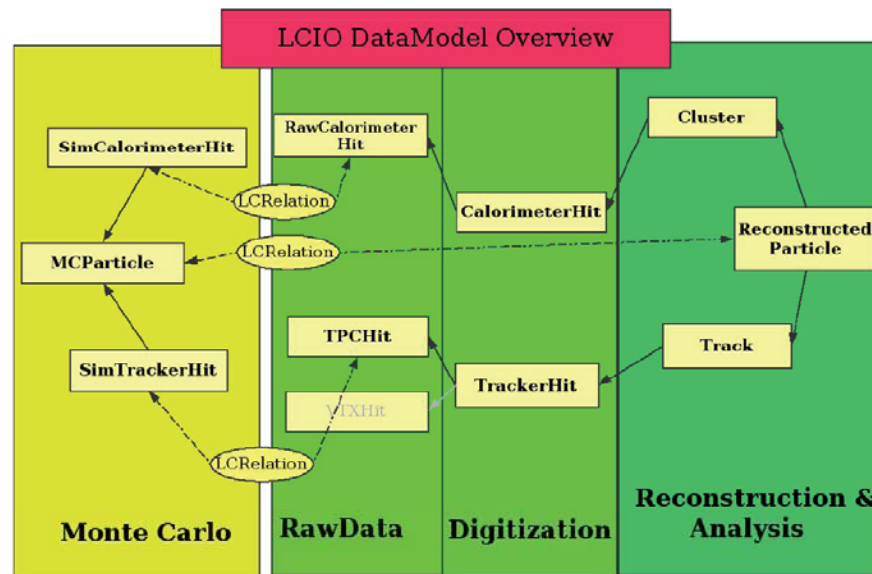 LCIO DataModel Overview
SimCalorimeterHit
RawCalorimeter
Hit
Cluster
LCRelation
CalorimeterHit
LCRelation
MCParticle
Reconstructed
Particle
TPCHit
Track
SimTrackerHit
TrackerHit
VTXHit
LCRelation
Monte Carlo
RawData
Digitization
Reconstruction &
Analysis